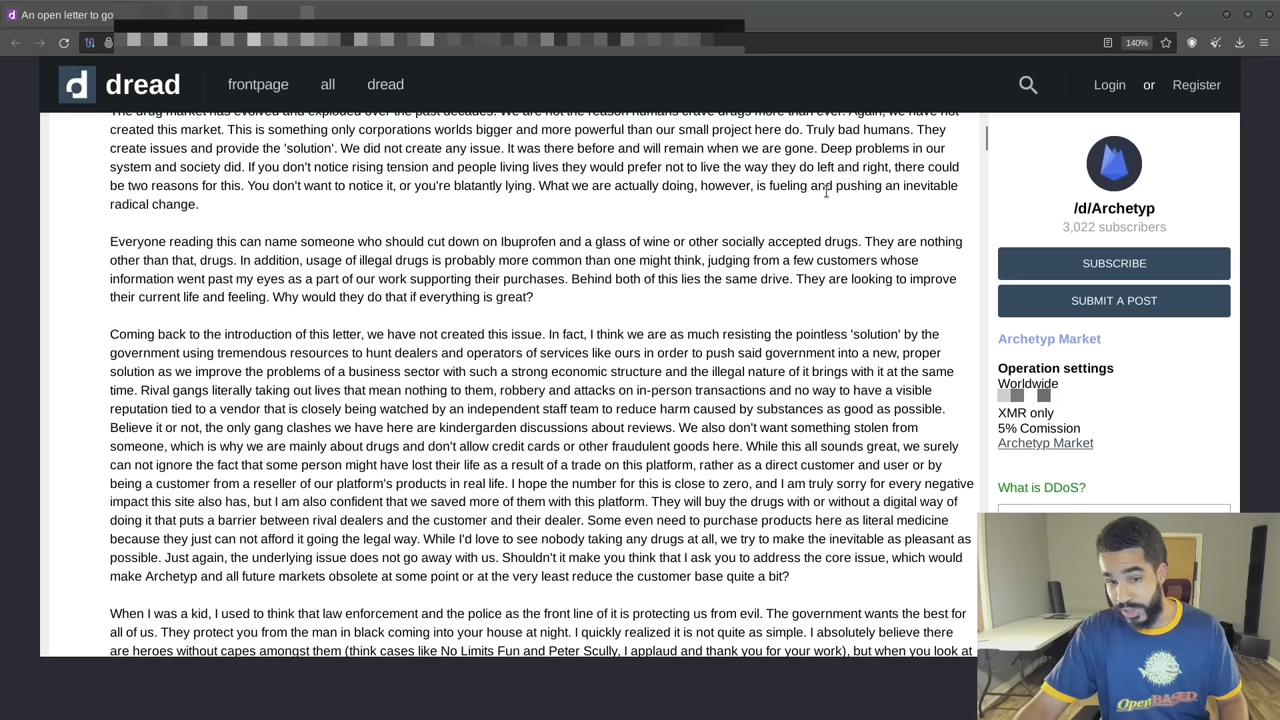 An open letter to go
140%
dread
frontpage
all
dread
Login or Register
The drug market has evolved and exploded over the past decades. We are not the reason humans crave drugs more than ever. Again, we have not
created this market. This is something only corporations worlds bigger and more powerful than our small project here do. Truly bad humans. They
create issues and provide the 'solution'. We did not create any issue. It was there before and will remain when we are gone. Deep problems in our
system and society did. If you don't notice rising tension and people living lives they would prefer not to live the way they do left and right, there could
be two reasons for this. You don't want to notice it, or you're blatantly lying. What we are actually doing, however, is fueling and pushing an inevitable
radical change.
Everyone reading this can name someone who should cut down on Ibuprofen and a glass of wine or other socially accepted drugs. They are nothing
other than that, drugs. In addition, usage of illegal drugs is probably more common than one might think, judging from a few customers whose
information went past my eyes as a part of our work supporting their purchases. Behind both of this lies the same drive. They are looking to improve
their current life and feeling. Why would they do that if everything is great?
Coming back to the introduction of this letter, we have not created this issue. In fact, I think we are as much resisting the pointless 'solution' by the
government using tremendous resources to hunt dealers and operators of services like ours in order to push said government into a new, proper
solution as we improve the problems of a business sector with such a strong economic structure and the illegal nature of it brings with it at the same
time. Rival gangs literally taking out lives that mean nothing to them, robbery and attacks on in-person transactions and no way to have a visible
reputation tied to a vendor that is closely being watched by an independent staff team to reduce harm caused by substances as good as possible.
Believe it or not, the only gang clashes we have here are kindergarden discussions about reviews. We also don't want something stolen from
someone, which is why we are mainly about drugs and don't allow credit cards or other fraudulent goods here. While this all sounds great, we surely
can not ignore the fact that some person might have lost their life as a result of a trade on this platform, rather as a direct customer and user or by
being a customer from a reseller of our platform's products in real life. I hope the number for this is close to zero, and I am truly sorry for every negative
impact this site also has, but I am also confident that we saved more of them with this platform. They will buy the drugs with or without a digital way of
doing it that puts a barrier between rival dealers and the customer and their dealer. Some even need to purchase products here as literal medicine
because they just can not afford it going the legal way. While I'd love to see nobody taking any drugs at all, we try to make the inevitable as pleasant as
possible. Just again, the underlying issue does not go away with us. Shouldn't it make you think that I ask you to address the core issue, which would
make Archetyp and all future markets obsolete at some point or at the very least reduce the customer base quite a bit?
When I was a kid, I used to think that law enforcement and the police as the front line of it is protecting us from evil. The government wants the best for
all of us. They protect you from the man in black coming into your house at night. I quickly realized it is not quite as simple. I absolutely believe there
are heroes without capes amongst them (think cases like No Limits Fun and Peter Scully, I applaud and thank you for your work), but when you look at
/d/Archetyp
3,022 subscribers
SUBSCRIBE
SUBMIT A POST
Archetyp Market
Operation settings
Worldwide
XMR only
5% Comission
Archetyp Market
What is DDoS?
OpenBASED